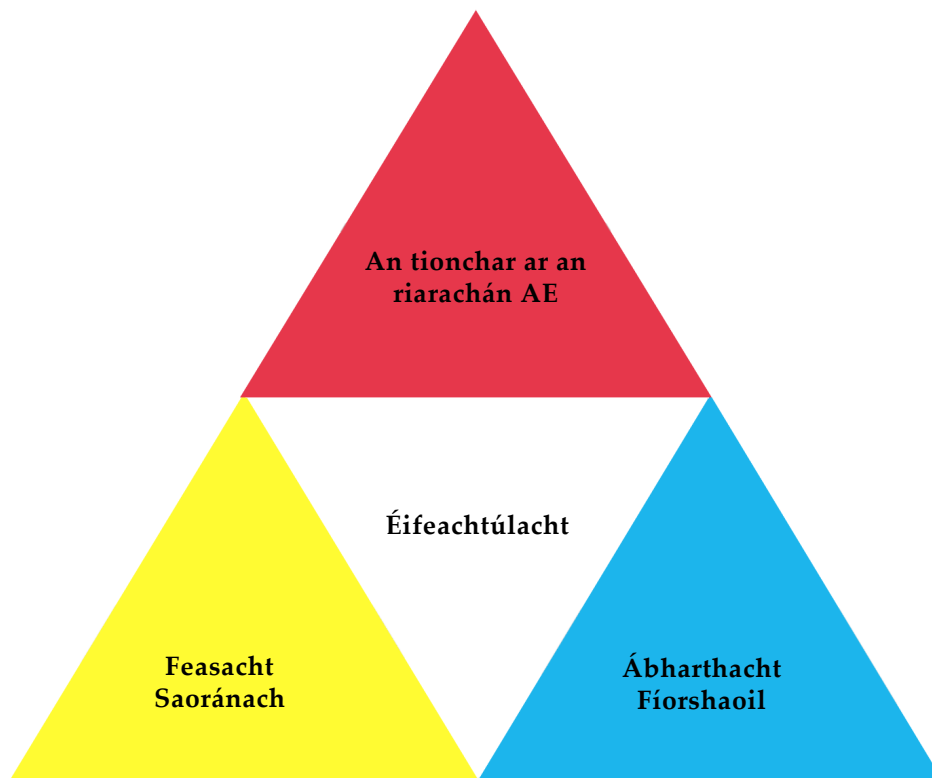 An tionchar ar an
riarachán AE
Éifeachtúlacht
Feasacht
Saoránach
Ábharthacht
Fíorshaoil